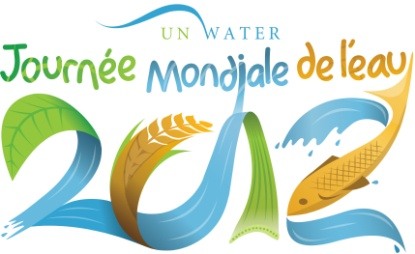 UN WATER
Journée Mondiale de l'eau
2012